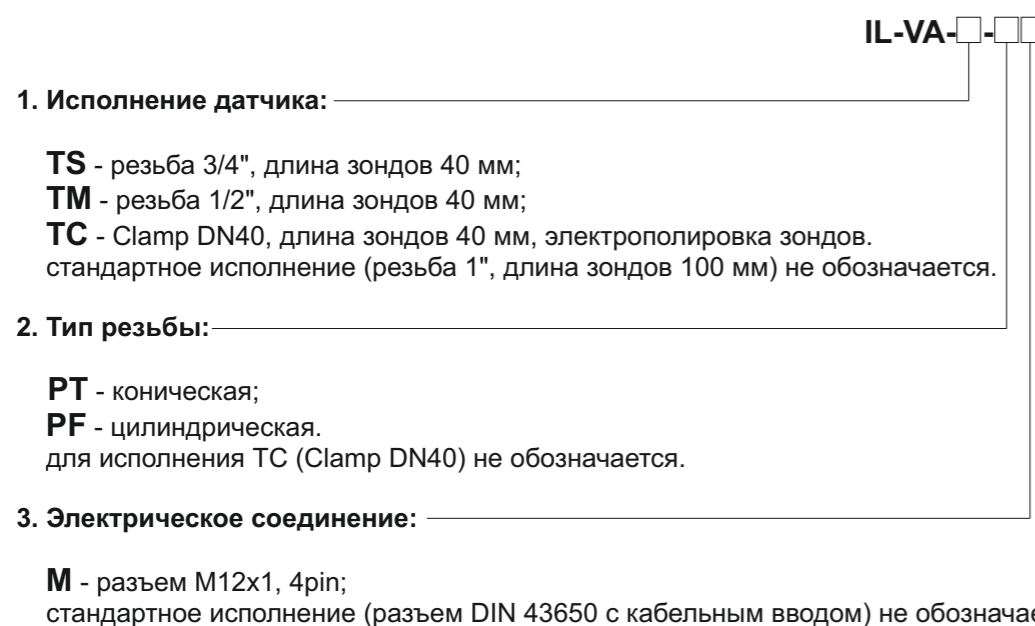 IL-VA-□-□□
1. Исполнение датчика:
TS - резьба 3/4", длина зондов 40 мм;
TM - резьба 1/2", длина зондов 40 мм;
TC - Clamp DN40, длина зондов 40 мм, электрополировка зондов.
стандартное исполнение (резьба 1", длина зондов 100 мм) не обозначается.
2. Тип резьбы:
PT - коническая;
PF - цилиндрическая.
для исполнения TC (Clamp DN40) не обозначается.
3. Электрическое соединение:
M - разъем M12x1, 4pin;
стандартное исполнение (разъем DIN 43650 с кабельным вводом) не